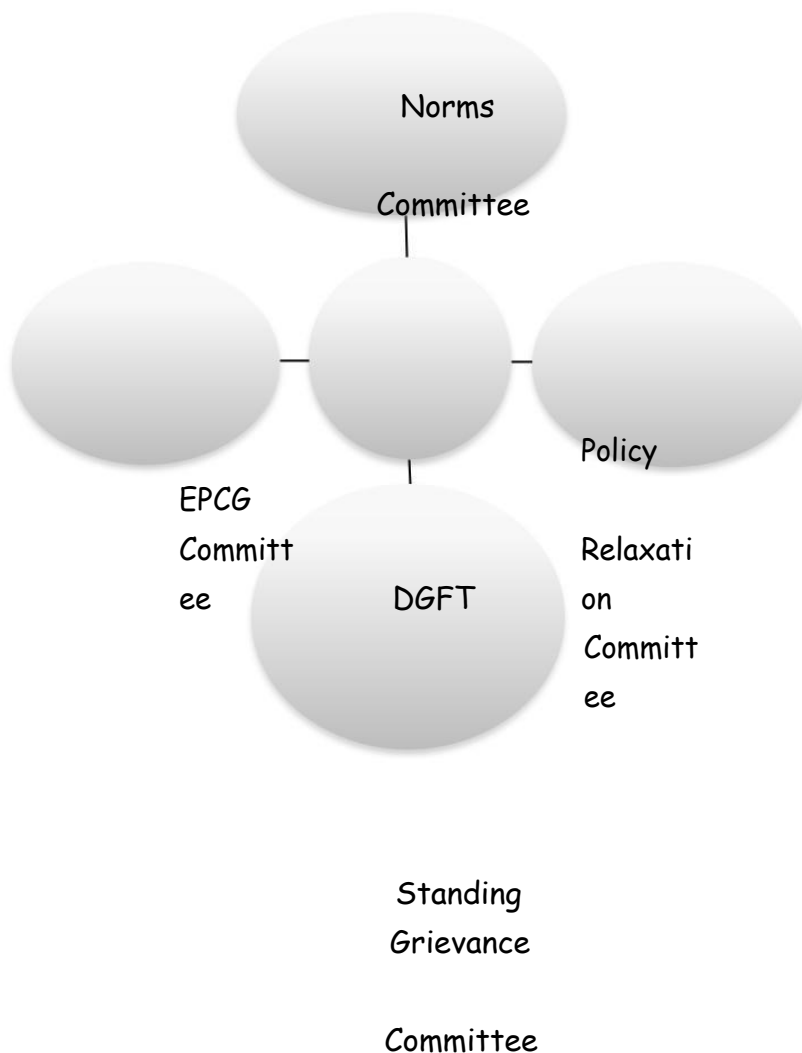 Norms
Committee
EPCG
Committ
ee
DGFT
Policy
Relaxati
on
Committ
ee
Standing
Grievance
Committee